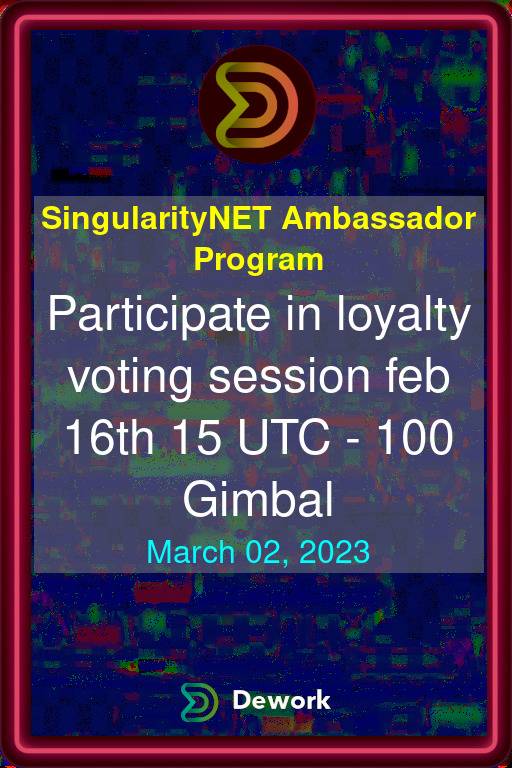 SingularityNET Ambassador
Program
Participate in loyalty
voting session feb
16th 15 UTC - 100
Gimbal
March 02, 2023
Dework